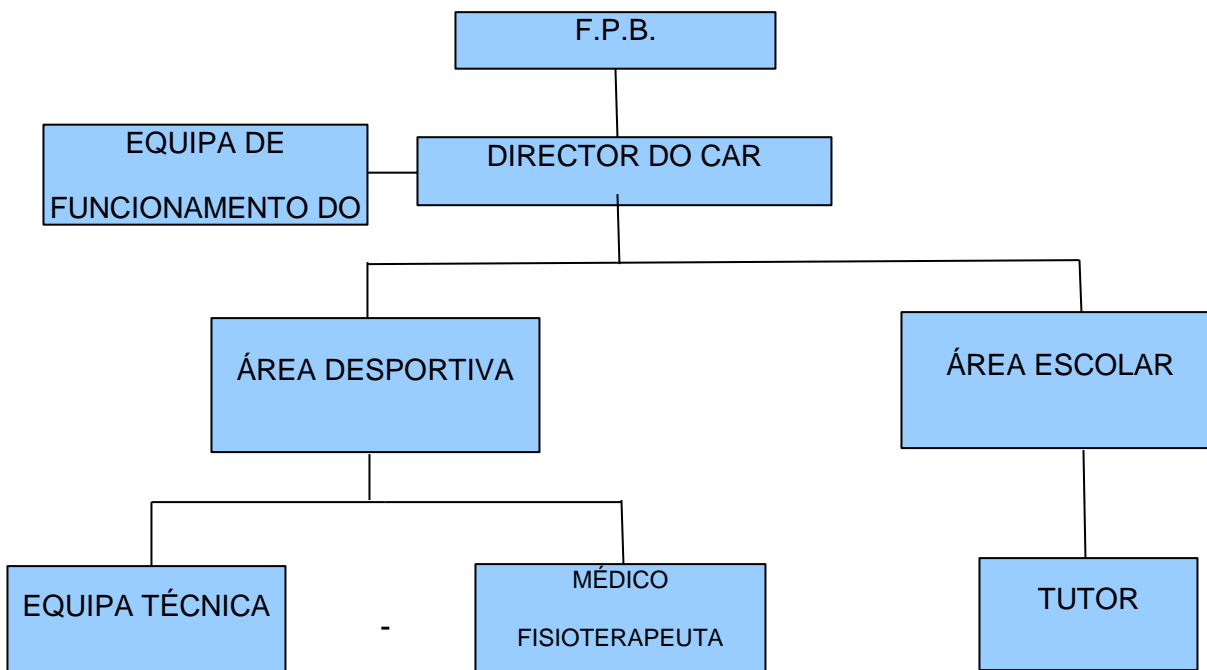 F.P.B.
EQUIPA DE
FUNCIONAMENTO DO
DIRECTOR DO CAR
ÁREA DESPORTIVA
ÁREA ESCOLAR
EQUIPA TÉCNICA
-
MÉDICO
FISIOTERAPEUTA
TUTOR